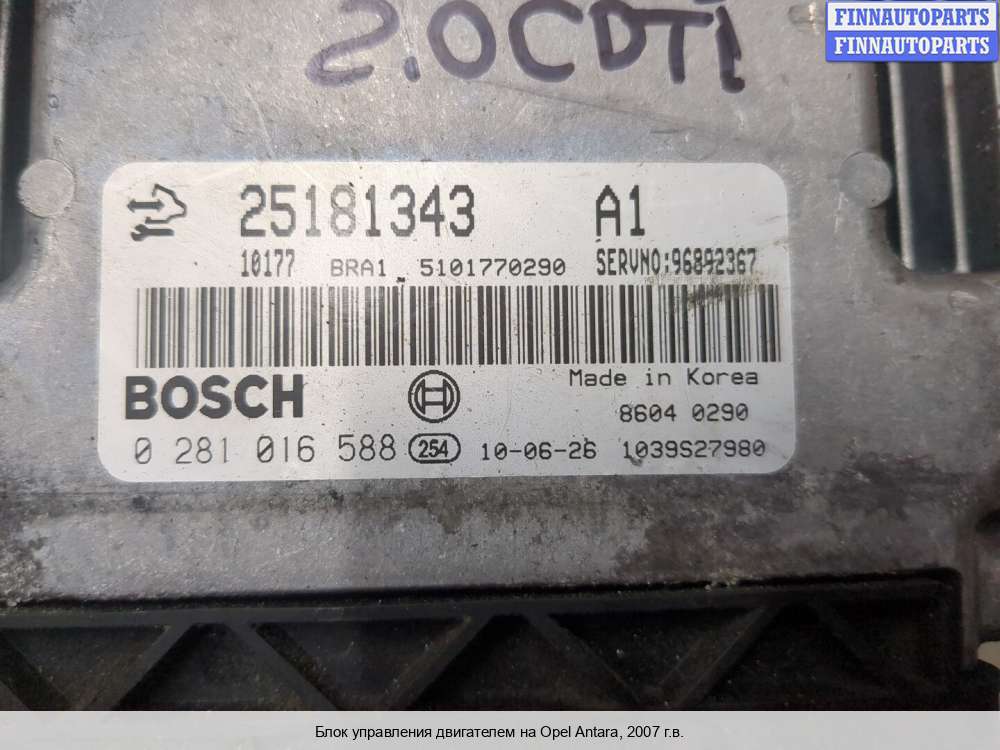 FINNAUTOPARTS
FINNAUTOPARTS
2.0CDTi
25181343 A1
10177 BRA1 5101770290 SERVNO:96892367
BOSCH
Made in Korea
8604 0290
0 281 016 588 254 10-06-26 1039S27980
Блок управления двигателем на Opel Antara, 2007 г.в.